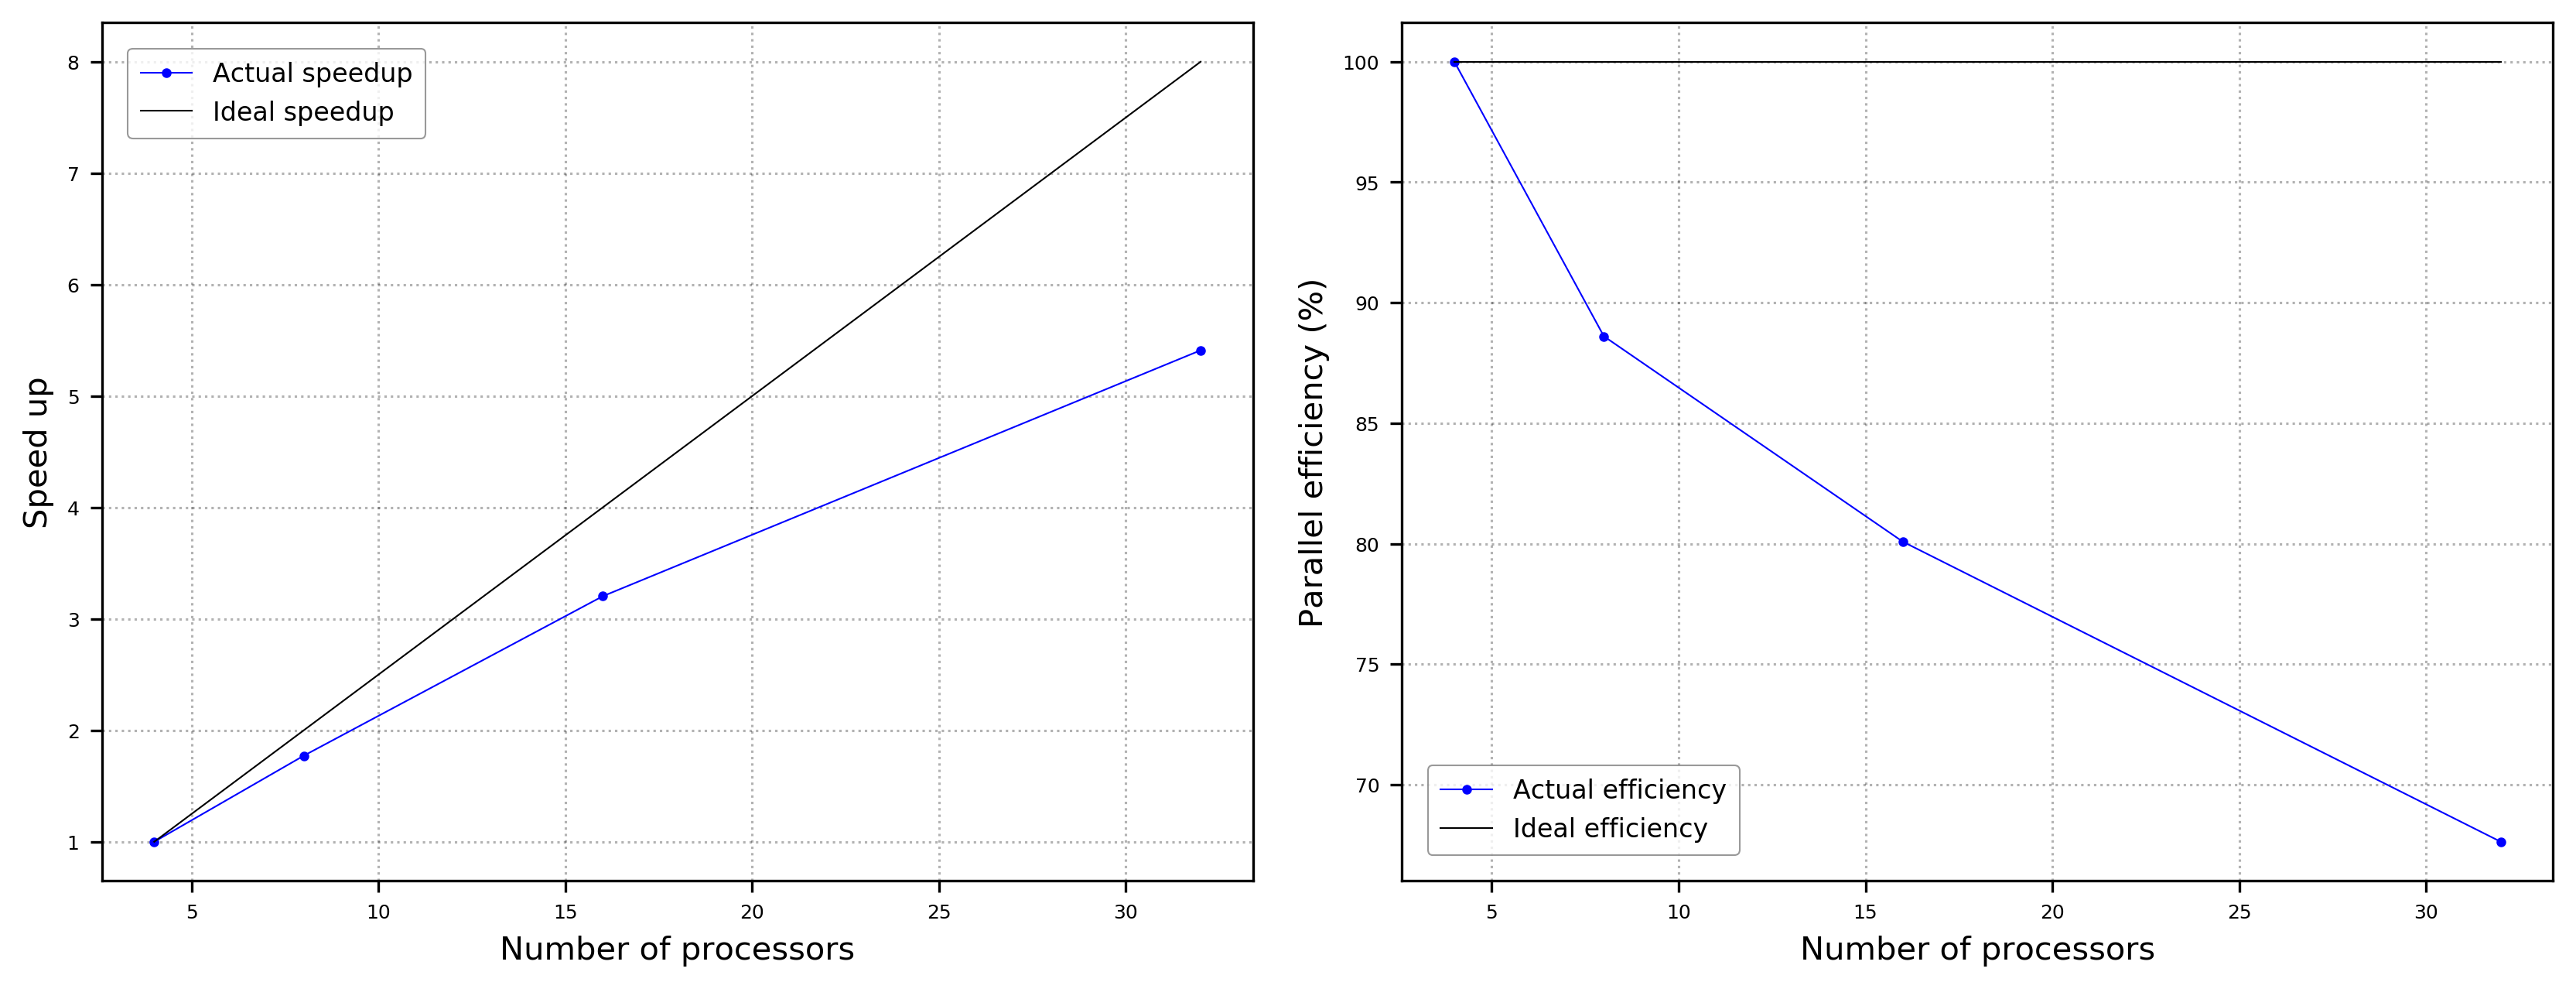 Actual speedup
Ideal speedup
8
7
6
5
4
3
2
1
Speed up
5 10 15 20 25 30
Number of processors
100
95
90
85
80
75
70
Parallel efficiency (%)
Actual efficiency
Ideal efficiency
5 10 15 20 25 30
Number of processors